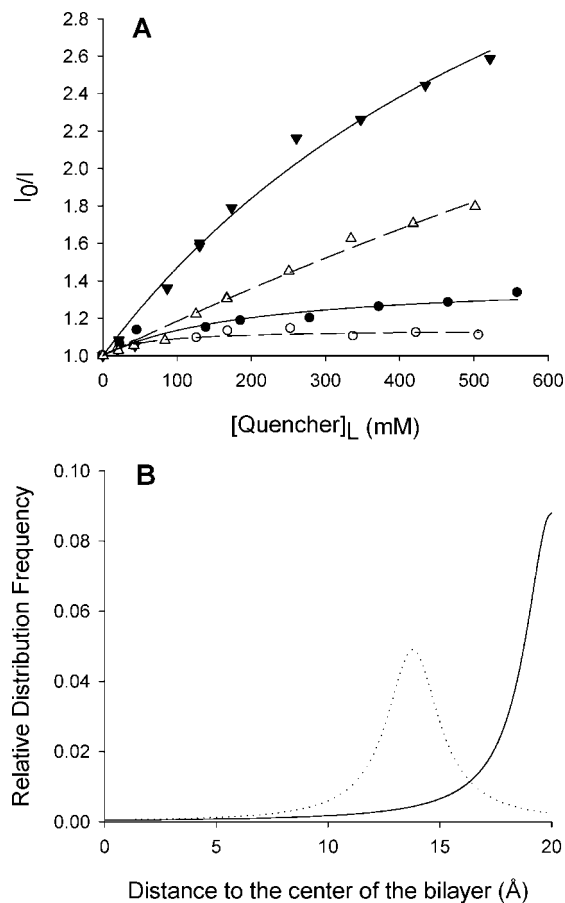 A
2.8
2.6
2.4
2.2
2.0
1.8
1.6
1.4
1.2
1.0
I0/I
0 100 200 300 400 500 600
[Quencher]L (mM)
B
0.10
0.08
0.06
0.04
0.02
0.00
Relative Distribution Frequency
0 5 10 15 20
Distance to the center of the bilayer (Å)